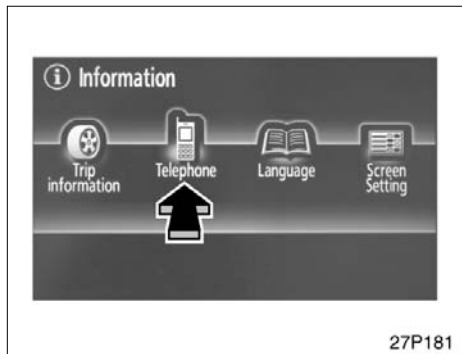 i Information
Trip
information
Telephone
Language
Screen
Setting
27P181